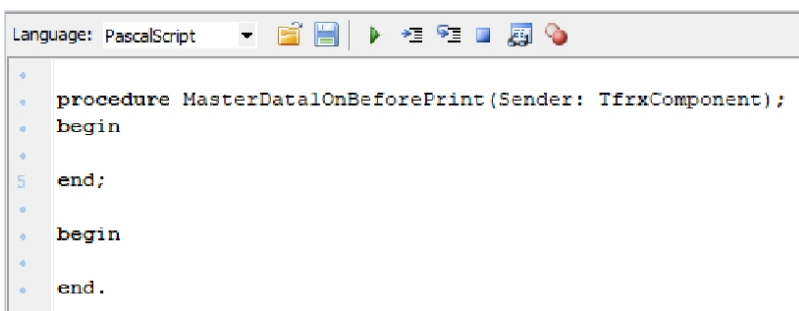 Language: PascalScript
procedure MasterData1OnBeforePrint(Sender: TfrxComponent);
begin
5 end;
begin
end.